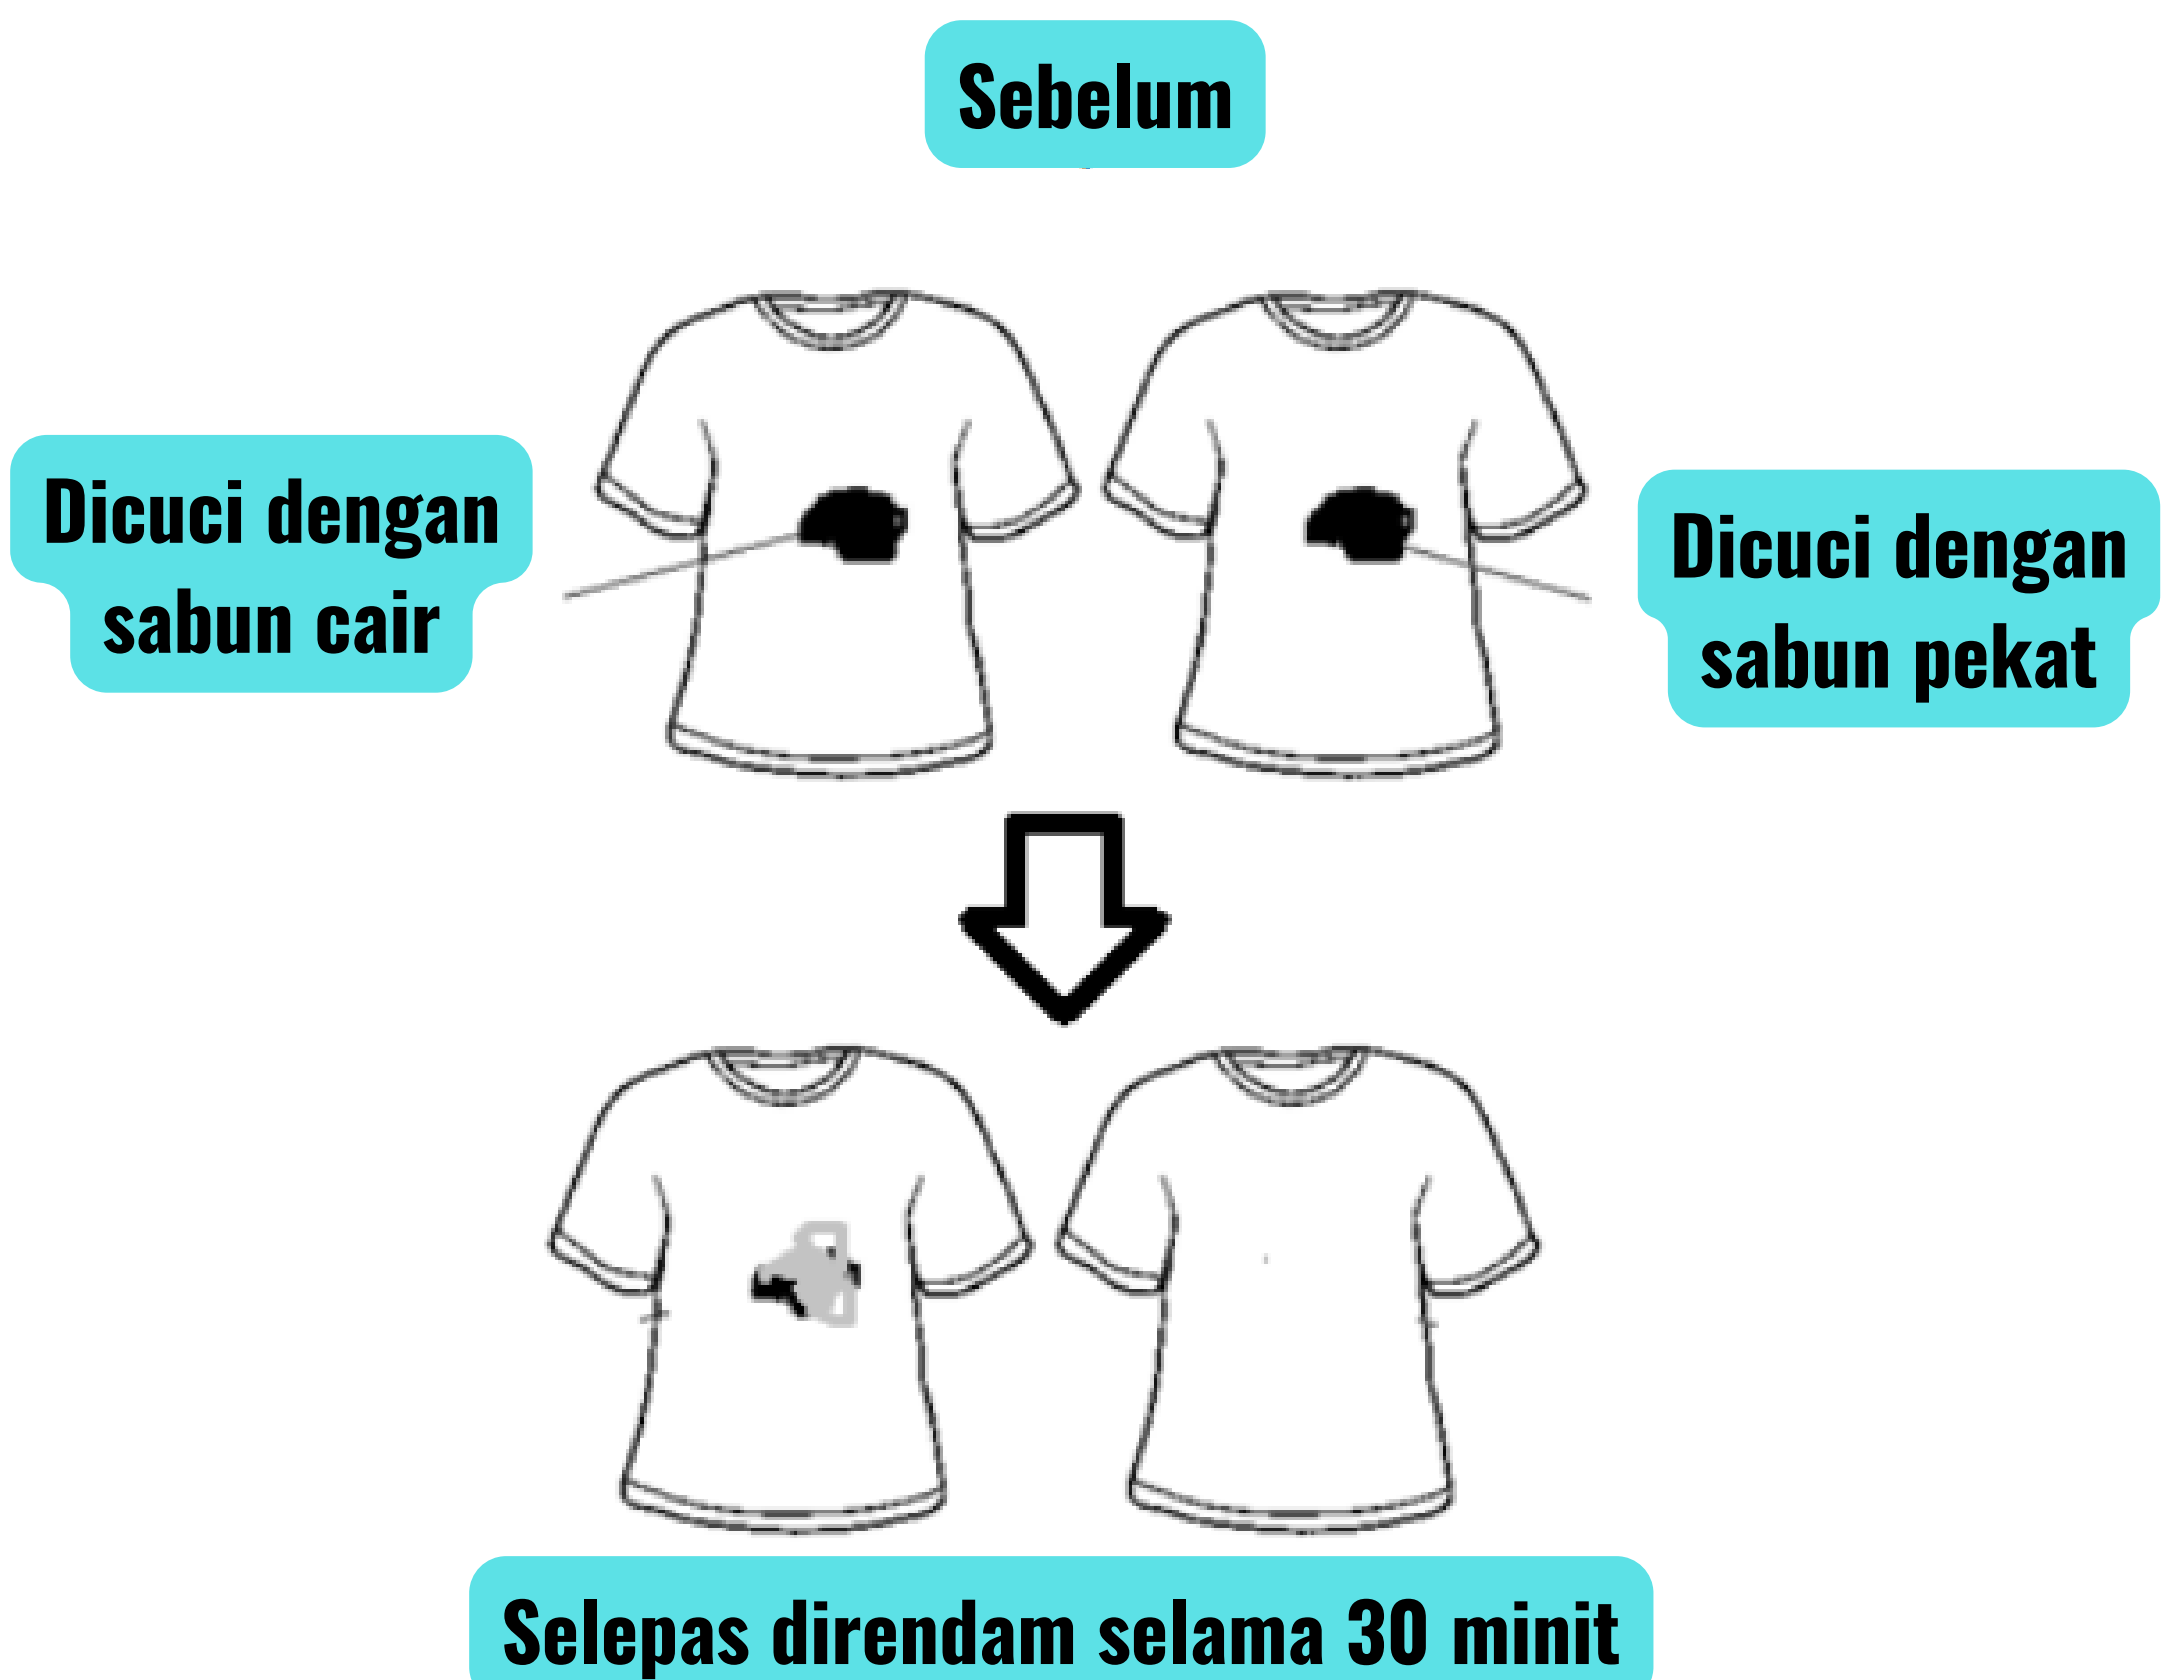 Sebelum
Dicuci dengan
sabun cair
Dicuci dengan
sabun pekat
Selepas direndam selama 30 minit